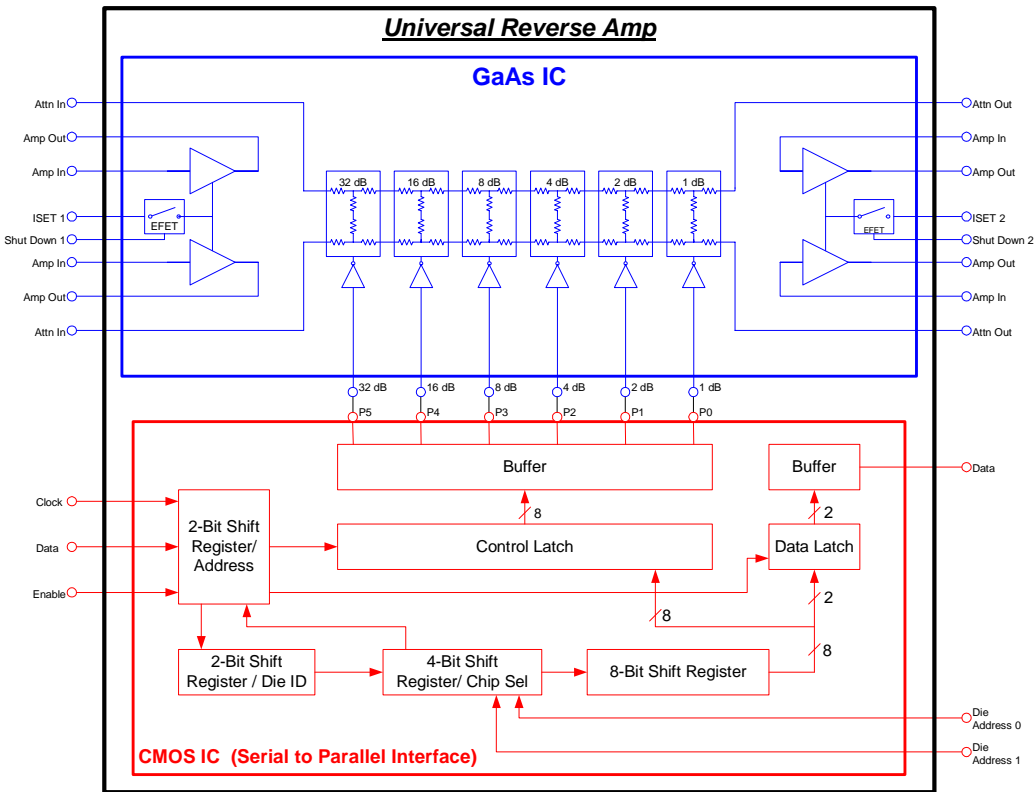 Universal Reverse Amp
GaAs IC
Attn In
Attn Out
Amp Out
Amp In
Amp In
Amp Out
32 dB
16 dB
8 dB
4 dB
2 dB
1 dB
ISET 1
EFET
EFET
ISET 2
Shut Down 1
Shut Down 2
Amp In
Amp Out
Amp Out
Amp In
Attn In
Attn Out
32 dB
16 dB
8 dB
4 dB
2 dB
1 dB
P5
P4
P3
P2
P1
P0
Buffer
Buffer
Data
Clock
Data
Enable
2-Bit Shift
Register/
Address
8
2
Control Latch
Data Latch
8
2
8
2-Bit Shift
Register / Die ID
4-Bit Shift
Register/ Chip Sel
8-Bit Shift Register
Die
Address 0
Die
Address 1
CMOS IC (Serial to Parallel Interface)